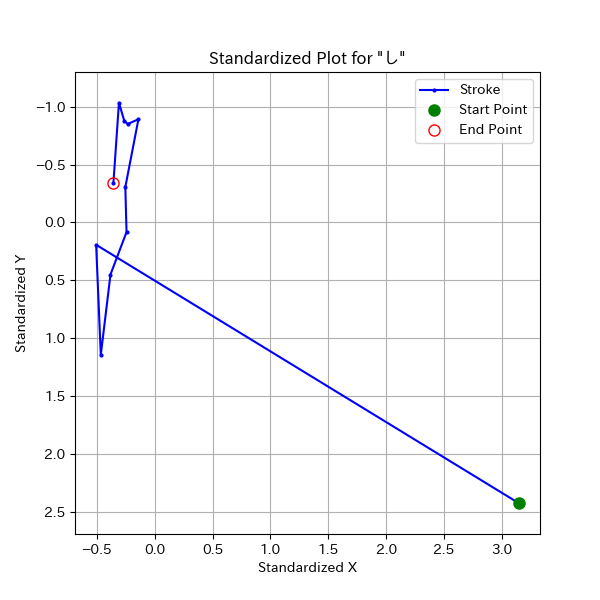 Standardized Plot for "し"
Stroke
Start Point
End Point
−1.0
−0.5
0.0
0.5
1.0
1.5
2.0
2.5
Standardized Y
−0.5 0.0 0.5 1.0 1.5 2.0 2.5 3.0
Standardized X